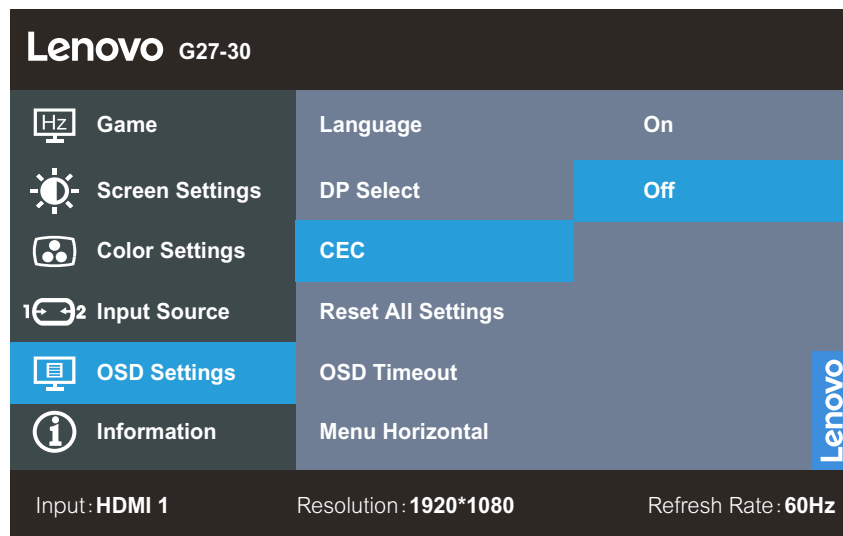 Lenovo G27-30
Hz Game Language On
Screen Settings DP Select Off
Color Settings CEC
1 2 Input Source Reset All Settings
OSD Settings OSD Timeout
Information Menu Horizontal
Lenovo
Input: HDMI 1 Resolution: 1920*1080 Refresh Rate: 60Hz